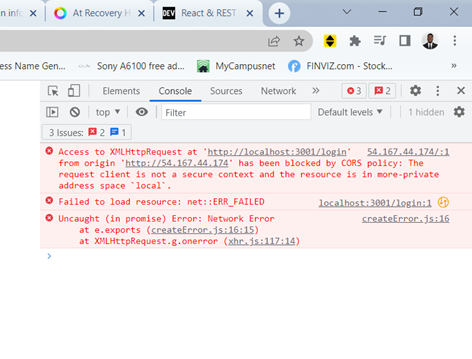 n info
At Recovery H
DEV
React & REST
ness Name Gen...
Sony A6100 free ad...
MyCampusnet
FINVIZ.com - Stock...
Elements Console Sources Network » 3 2
top ▼ Filter Default levels ▼ 1 hidden
3 Issues: 2 1
Access to XMLHttpRequest at 'http://localhost:3001/login' 54.167.44.174/:1
from origin 'http://54.167.44.174' has been blocked by CORS policy: The
request client is not a secure context and the resource is in more-private
address space `local`.
Failed to load resource: net::ERR_FAILED localhost:3001/login:1
Uncaught (in promise) Error: Network Error createError.js:16
at e.exports (createError.js:16:15)
at XMLHttpRequest.g.onerror (xhr.js:117:14)